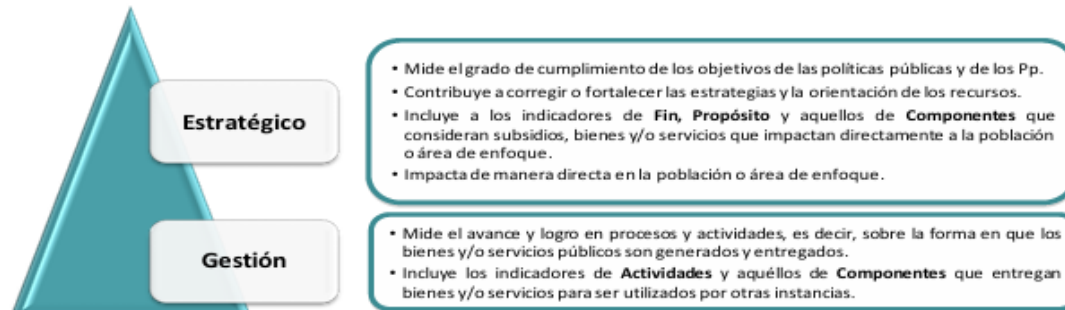 Estratégico
• Mide el grado de cumplimiento de los objetivos de las políticas públicas y de los Pp.
• Contribuye a corregir o fortalecer las estrategias y la orientación de los recursos.
• Incluye a los indicadores de Fin, Propósito y aquellos de Componentes que
consideran subsidios, bienes y/o servicios que impactan directamente a la población
o área de enfoque.
• Impacta de manera directa en la población o área de enfoque.
Gestión
• Mide el avance y logro en procesos y actividades, es decir, sobre la forma en que los
bienes y/o servicios públicos son generados y entregados.
• Incluye los indicadores de Actividades y aquéllos de Componentes que entregan
bienes y/o servicios para ser utilizados por otras instancias.